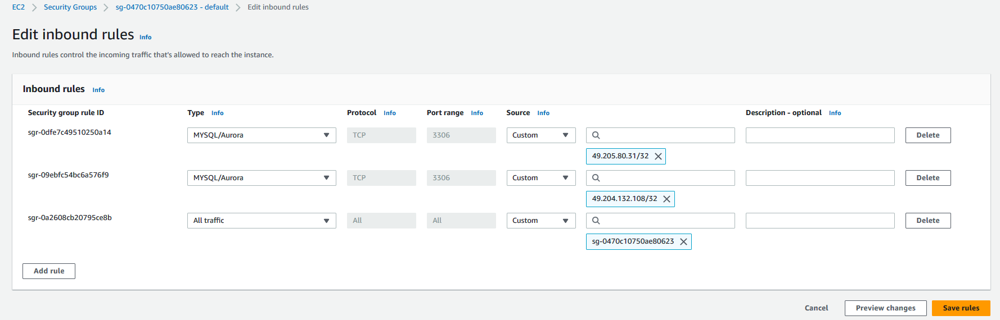 EC2 > Security Groups > sg-0470c10750ae80623 - default > Edit inbound rules
Edit inbound rules Info
Inbound rules control the incoming traffic that's allowed to reach the instance.
Inbound rules Info
Security group rule ID Type Info Protocol Info Port range Info Source Info Description - optional Info
sgr-0dfe7c49510250a14 MYSQL/Aurora TCP 3306 Custom Delete
49.205.80.31/32
sgr-09ebfc54bc6a576f9 MYSQL/Aurora TCP 3306 Custom Delete
49.204.132.108/32
sgr-0a2608cb20795ce8b All traffic All All Custom Delete
sg-0470c10750ae80623
Add rule
Cancel Preview changes Save rules